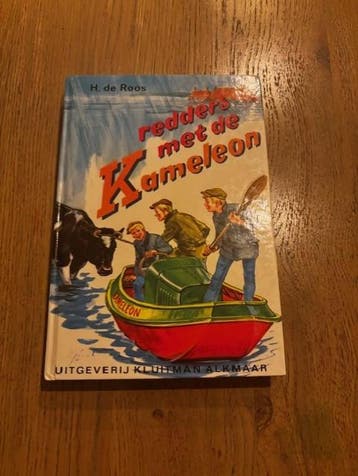 H. de Roos
redders
met de
Kameleon
KAMELEON
UITGEVERIJ KLUITMAN ALKMAAR